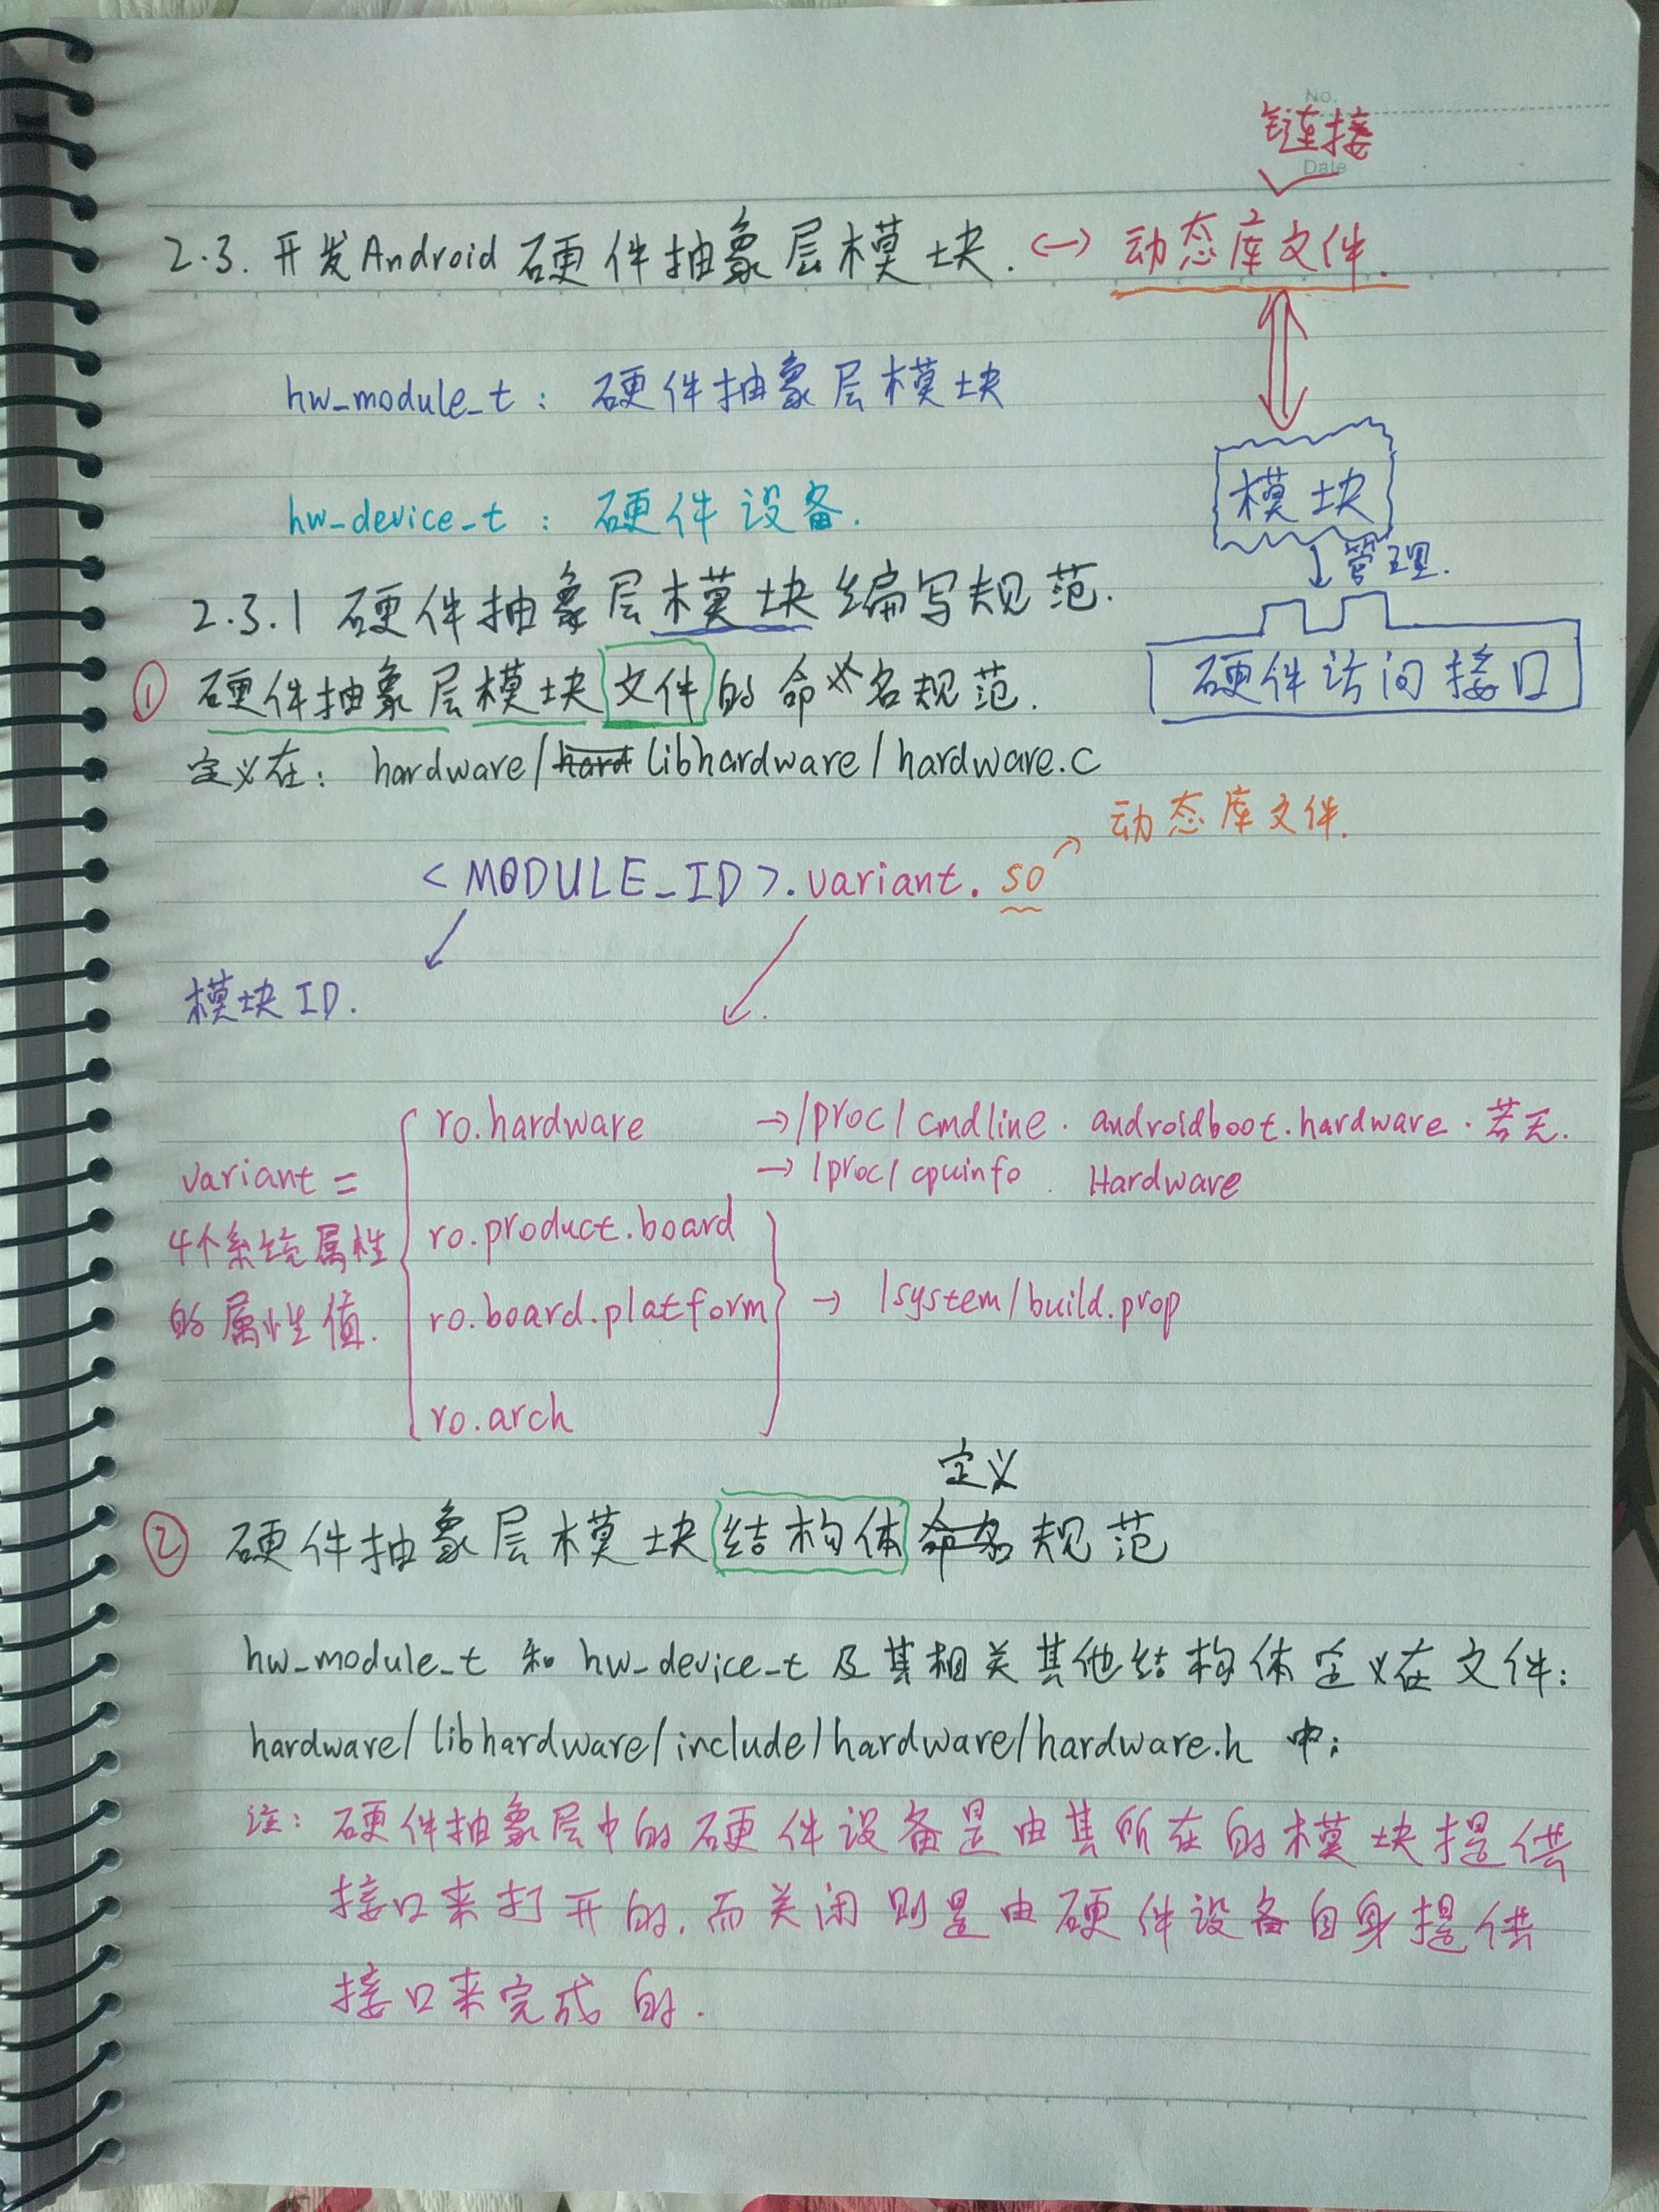 No.
链接
Date
2.3. 开发Android 硬件抽象层模块. <-> 动态库文件.
hw_module_t : 硬件抽象层模块
模块
hw_device_t : 硬件设备.
管理.
2.3.1 硬件抽象层模块编写规范.
硬件访问接口
① 硬件抽象层模块文件的命名规范.
定义在: hardware/hard libhardware/hardware.c
动态库文件.
<MODULE_ID>.variant.so
模块ID.
ro.hardware → /proc/cmdline. androidboot.hardware. 若无.
variant = → /proc/cpuinfo. Hardware
ro.product.board
4个系统属性
ro.board.platform → /system/build.prop
的属性值.
ro.arch
定义
② 硬件抽象层模块结构体命名规范
hw_module_t 和 hw_device_t 及其相关其他结构体定义在文件:
hardware/libhardware/include/hardware/hardware.h 中;
注: 硬件抽象层中的硬件设备是由其所在的模块提供
接口来打开的, 而关闭则是由硬件设备自身提供
接口来完成的.